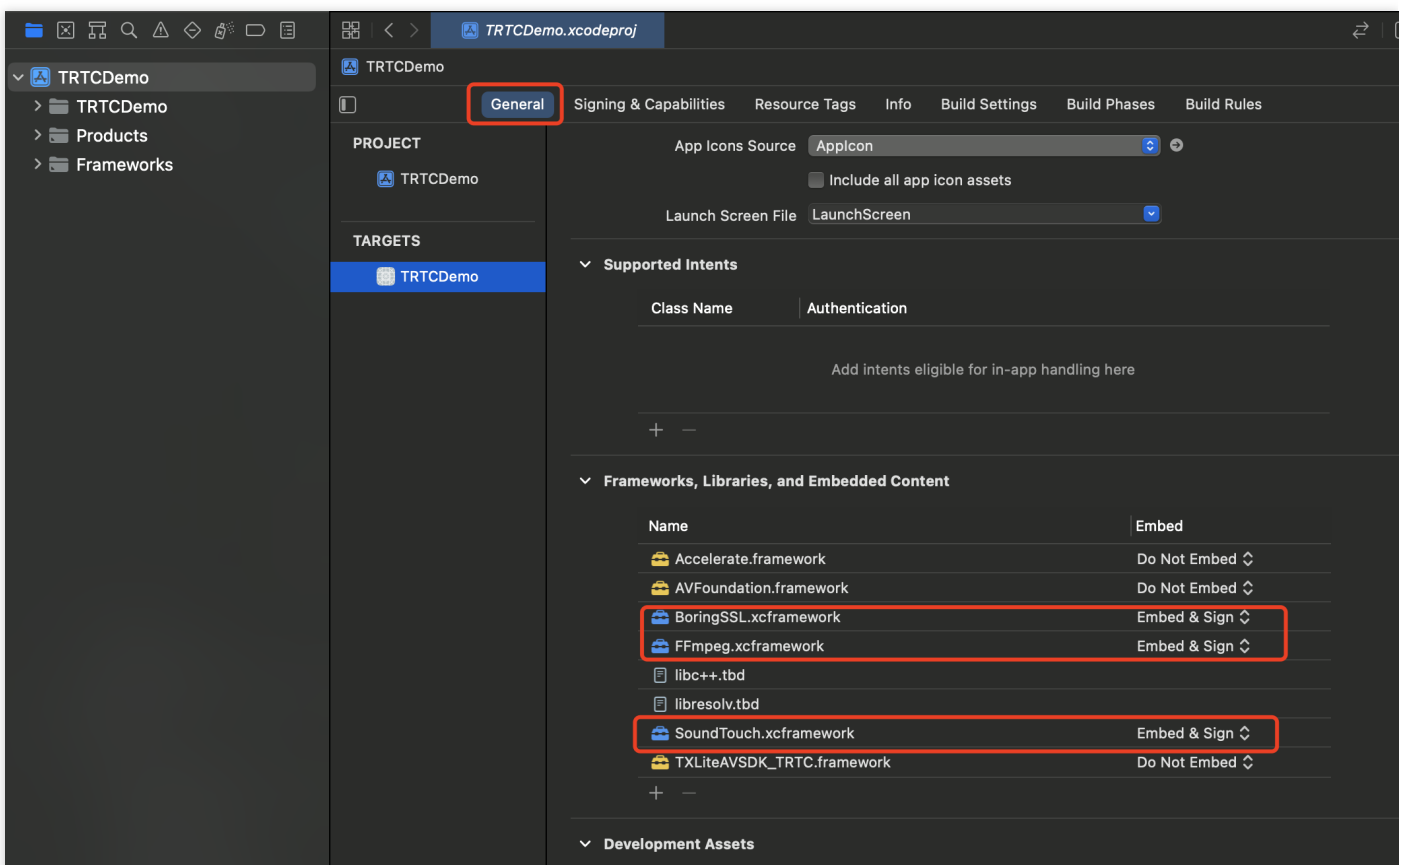 TRTCDemo.xcodeproj
TRTCDemo
TRTCDemo
Products
Frameworks
TRTCDemo
General Signing & Capabilities Resource Tags Info Build Settings Build Phases Build Rules
PROJECT
TRTCDemo
TARGETS
TRTCDemo
App Icons Source AppIcon
Include all app icon assets
Launch Screen File LaunchScreen
Supported Intents
Class Name Authentication
Add intents eligible for in-app handling here
Frameworks, Libraries, and Embedded Content
Name Embed
Accelerate.framework Do Not Embed
AVFoundation.framework Do Not Embed
BoringSSL.xcframework Embed & Sign
FFmpeg.xcframework Embed & Sign
libc++.tbd
libresolv.tbd
SoundTouch.xcframework Embed & Sign
TXLiteAVSDK_TRTC.framework Do Not Embed
Development Assets